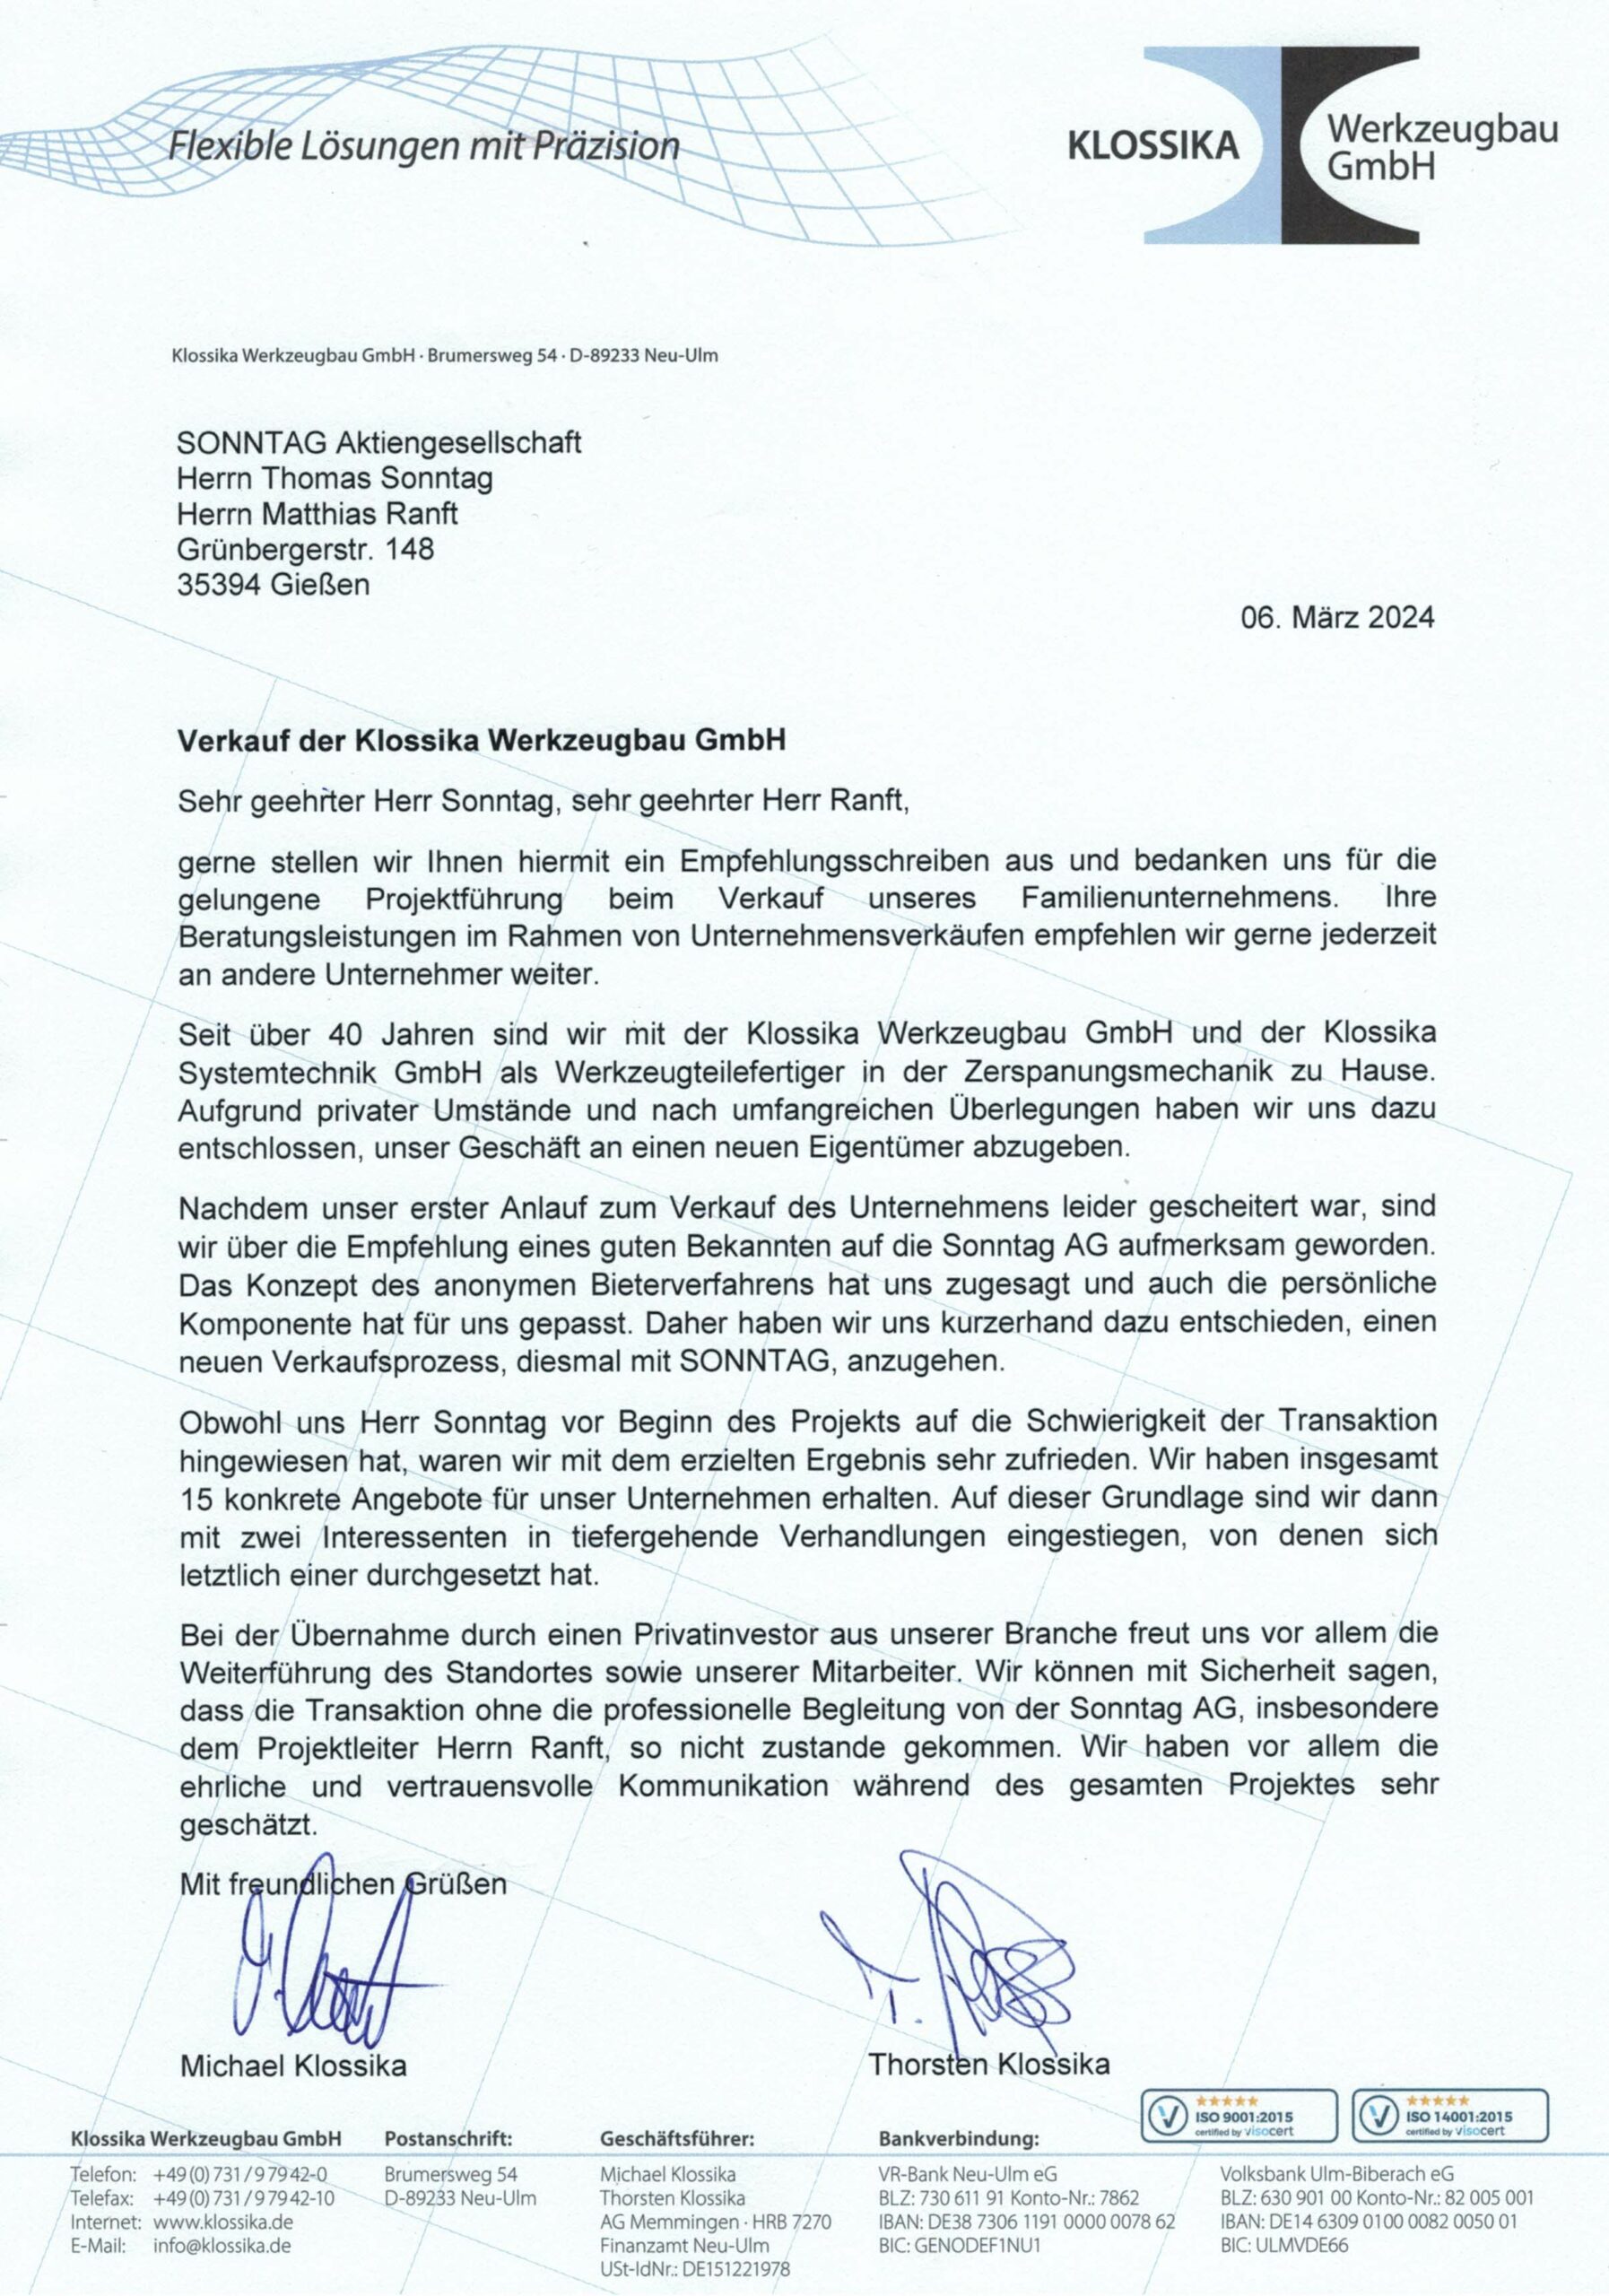 Flexible Lösungen mit Präzision
KLOSSIKA
Werkzeugbau
GmbH
Klossika Werkzeugbau GmbH · Brumersweg 54 · D-89233 Neu-Ulm
SONNTAG Aktiengesellschaft
Herrn Thomas Sonntag
Herrn Matthias Ranft
Grünbergerstr. 148
35394 Gießen
06. März 2024
Verkauf der Klossika Werkzeugbau GmbH
Sehr geehrter Herr Sonntag, sehr geehrter Herr Ranft,
gerne stellen wir Ihnen hiermit ein Empfehlungsschreiben aus und bedanken uns für die
gelungene Projektführung beim Verkauf unseres Familienunternehmens. Ihre
Beratungsleistungen im Rahmen von Unternehmensverkäufen empfehlen wir gerne jederzeit
an andere Unternehmer weiter.
Seit über 40 Jahren sind wir mit der Klossika Werkzeugbau GmbH und der Klossika
Systemtechnik GmbH als Werkzeugteilefertiger in der Zerspanungsmechanik zu Hause.
Aufgrund privater Umstände und nach umfangreichen Überlegungen haben wir uns dazu
entschlossen, unser Geschäft an einen neuen Eigentümer abzugeben.
Nachdem unser erster Anlauf zum Verkauf des Unternehmens leider gescheitert war, sind
wir über die Empfehlung eines guten Bekannten auf die Sonntag AG aufmerksam geworden.
Das Konzept des anonymen Bieterverfahrens hat uns zugesagt und auch die persönliche
Komponente hat für uns gepasst. Daher haben wir uns kurzerhand dazu entschieden, einen
neuen Verkaufsprozess, diesmal mit SONNTAG, anzugehen.
Obwohl uns Herr Sonntag vor Beginn des Projekts auf die Schwierigkeit der Transaktion
hingewiesen hat, waren wir mit dem erzielten Ergebnis sehr zufrieden. Wir haben insgesamt
15 konkrete Angebote für unser Unternehmen erhalten. Auf dieser Grundlage sind wir dann
mit zwei Interessenten in tiefergehende Verhandlungen eingestiegen, von denen sich
letztlich einer durchgesetzt hat.
Bei der Übernahme durch einen Privatinvestor aus unserer Branche freut uns vor allem die
Weiterführung des Standortes sowie unserer Mitarbeiter. Wir können mit Sicherheit sagen,
dass die Transaktion ohne die professionelle Begleitung von der Sonntag AG, insbesondere
dem Projektleiter Herrn Ranft, so nicht zustande gekommen. Wir haben vor allem die
ehrliche und vertrauensvolle Kommunikation während des gesamten Projektes sehr
geschätzt.
Mit freundlichen Grüßen
Michael Klossika
Thorsten Klossika
ISO 9001:2015
certified by visocert
ISO 14001:2015
certified by visocert
Klossika Werkzeugbau GmbH
Telefon: +49 (0) 731 / 9 79 42-0
Telefax: +49 (0) 731 / 9 79 42-10
Internet: www.klossika.de
E-Mail: info@klossika.de
Postanschrift:
Brumersweg 54
D-89233 Neu-Ulm
Geschäftsführer:
Michael Klossika
Thorsten Klossika
AG Memmingen · HRB 7270
Finanzamt Neu-Ulm
USt-IdNr.: DE151221978
Bankverbindung:
VR-Bank Neu-Ulm eG
BLZ: 730 611 91 Konto-Nr.: 7862
IBAN: DE38 7306 1191 0000 0078 62
BIC: GENODEF1NU1
Volksbank Ulm-Biberach eG
BLZ: 630 901 00 Konto-Nr.: 82 005 001
IBAN: DE14 6309 0100 0082 0050 01
BIC: ULMVDE66